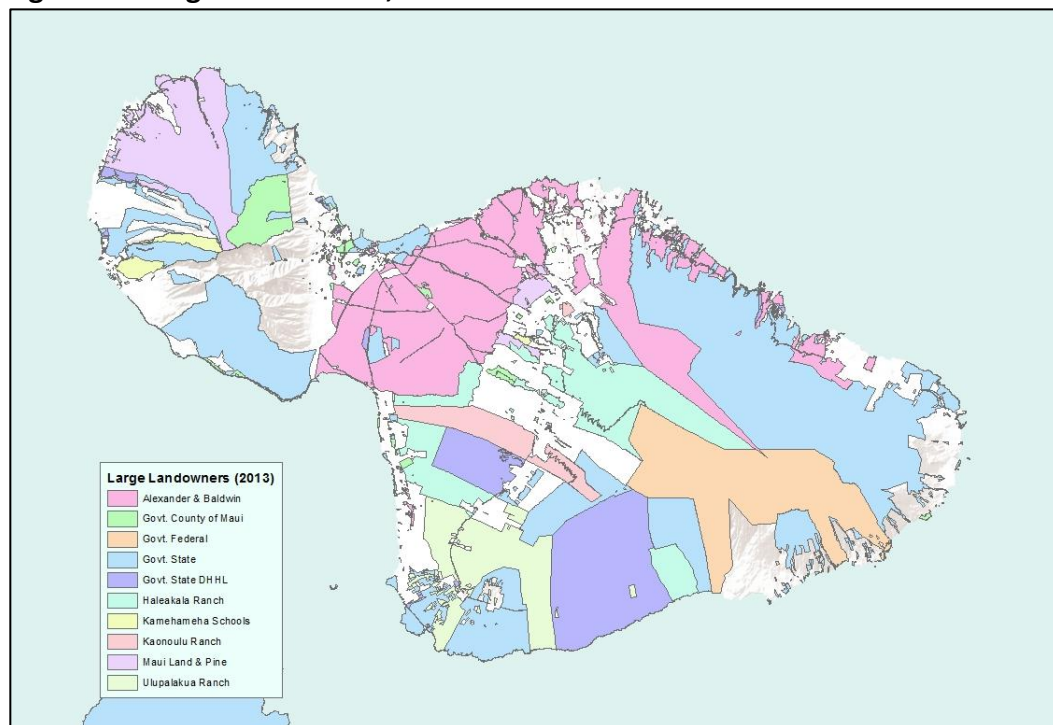 Large Landowners (2013)
Alexander & Baldwin
Govt. County of Maui
Govt. Federal
Govt. State
Govt. State DHHL
Haleakala Ranch
Kamehameha Schools
Kaonoulu Ranch
Maui Land & Pine
Ulupalakua Ranch